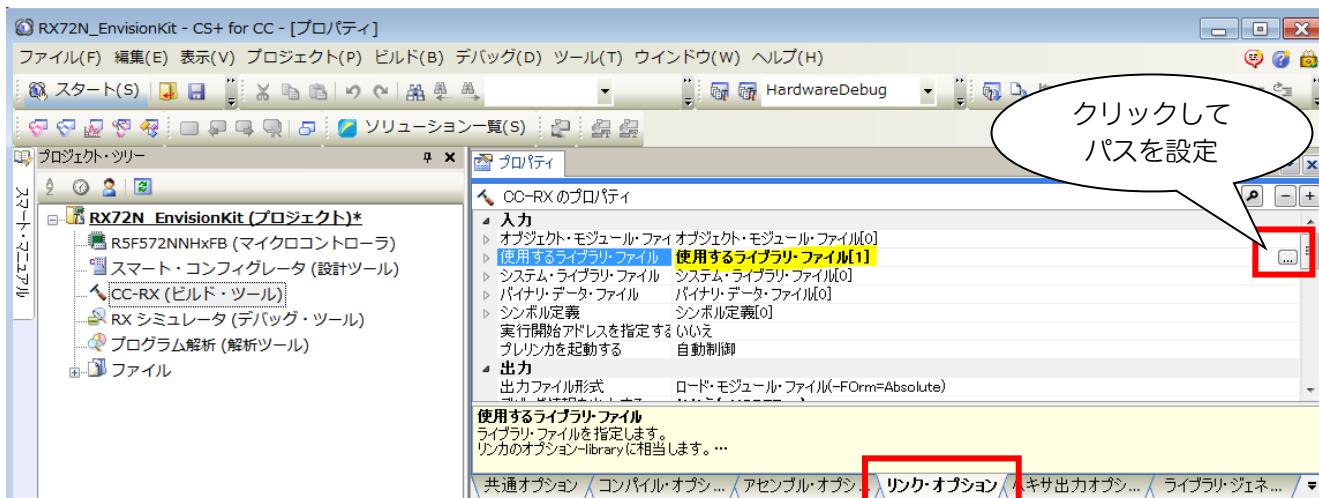 RX72N_EnvisionKit - CS+ for CC - [プロパティ]
ファイル(F) 編集(E) 表示(V) プロジェクト(P) ビルド(B) デバッグ(D) ツール(T) ウインドウ(W) ヘルプ(H)
スタート(S) HardwareDebug
ソリューション一覧(S)
クリックして
パスを設定
スマート・マニュアル
プロジェクト・ツリー
RX72N_EnvisionKit (プロジェクト)*
R5F572NNHxFB (マイクロコントローラ)
スマート・コンフィグレータ (設計ツール)
CC-RX (ビルド・ツール)
RX シミュレータ (デバッグ・ツール)
プログラム解析 (解析ツール)
ファイル
プロパティ
CC-RX のプロパティ
入力
オブジェクト・モジュール・ファイ オブジェクト・モジュール・ファイル[0]
使用するライブラリ・ファイル 使用するライブラリ・ファイル[1] ...
システム・ライブラリ・ファイル システム・ライブラリ・ファイル[0]
バイナリ・データ・ファイル バイナリ・データ・ファイル[0]
シンボル定義 シンボル定義[0]
実行開始アドレスを指定する いいえ
プレリンカを起動する 自動制御
出力
出力ファイル形式 ロード・モジュール・ファイル(-FOrm=Absolute)
使用するライブラリ・ファイル
ライブラリ・ファイルを指定します。
リンカのオプション-libraryに相当します。…
共通オプション コンパイル・オプシ... アセンブル・オプシ... リンク・オプション ヘキサ出力オプシ... ライブラリ・ジェネ...